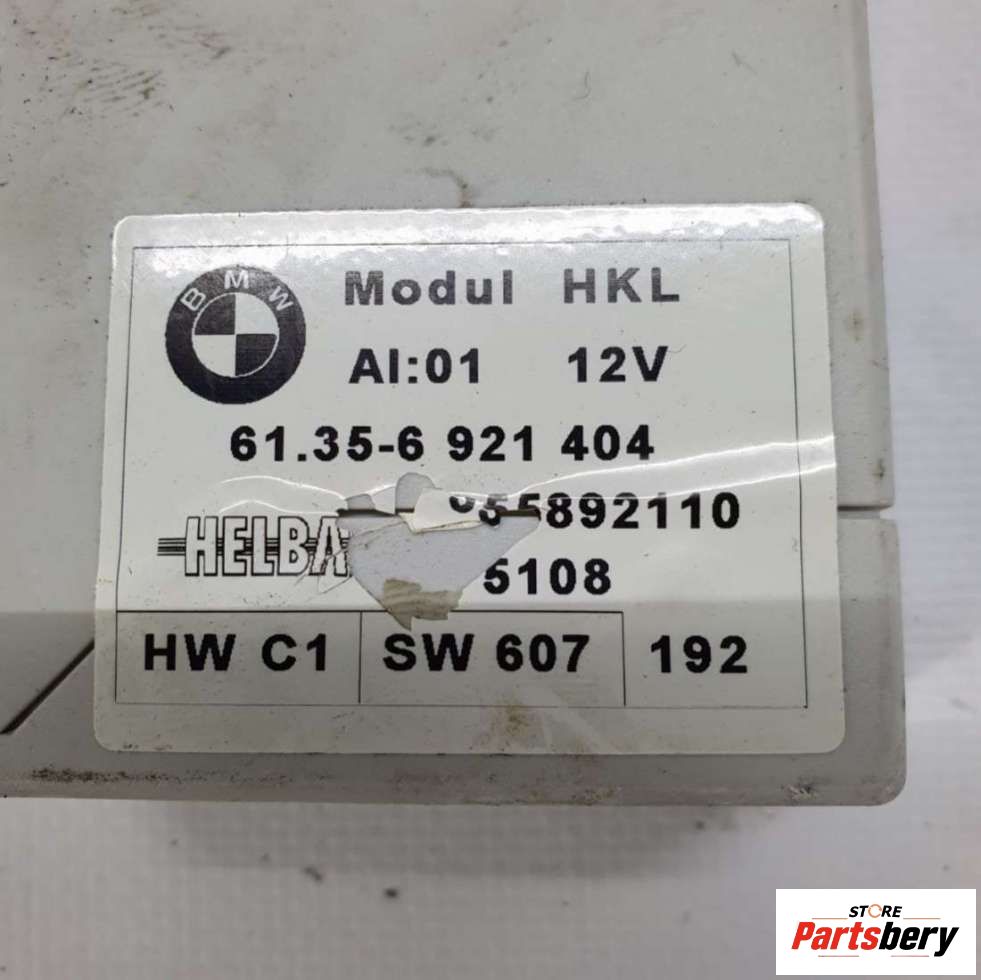 BMW
Modul HKL
AI:01 12V
61.35-6 921 404
HELBA
5108
HW C1
SW 607
192
STORE
Partsbery